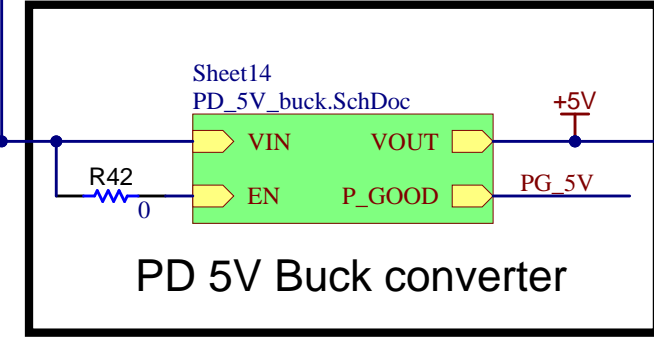 Sheet14
PD_5V_buck.SchDoc
+5V
VIN
VOUT
R42
0
EN
P_GOOD
PG_5V
PD 5V Buck converter